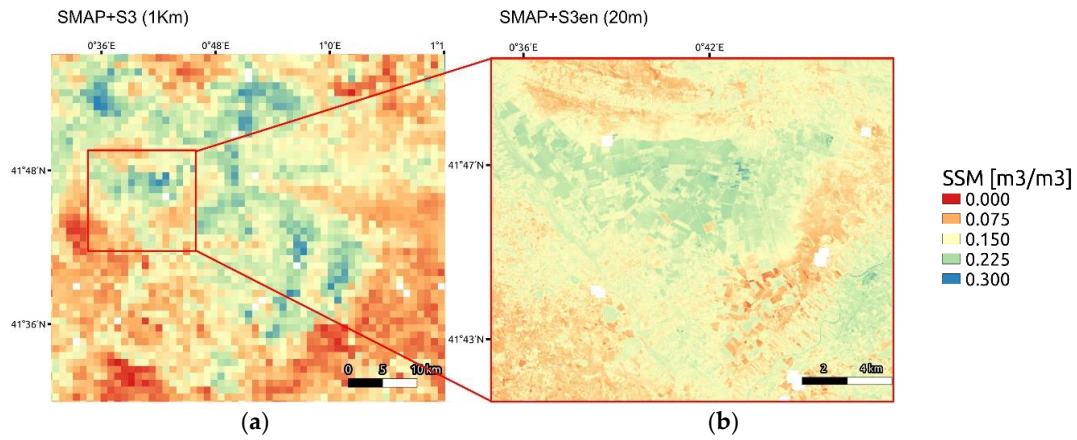 SMAP+S3 (1Km)
SMAP+S3en (20m)
0°36'E
0°48'E
1°0'E
1°1
0°36'E
0°42'E
41°48'N
41°36'N
41°47'N
41°43'N
SSM [m3/m3]
0.000
0.075
0.150
0.225
0.300
0 5 10 km
2 4 km
(a)
(b)